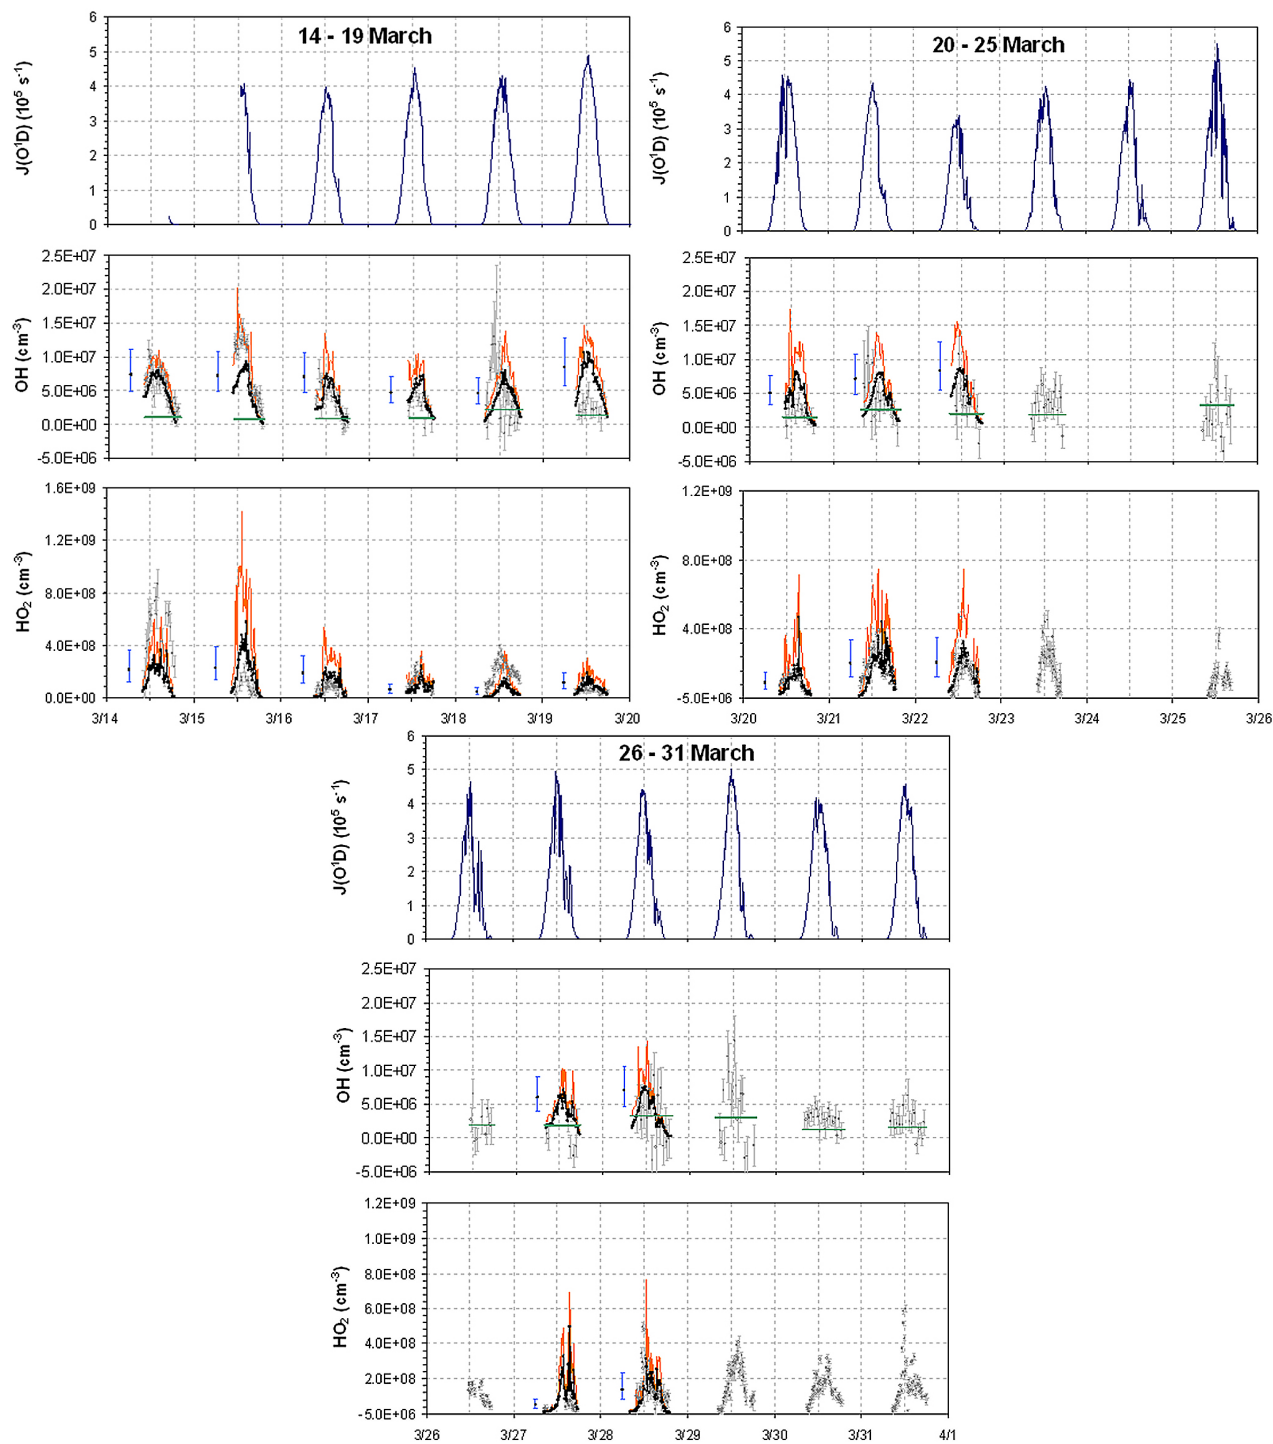 14 - 19 March
J(O¹D) (10⁵ s⁻¹)
6
5
4
3
2
1
0
OH (cm⁻³)
2.5E+07
2.0E+07
1.5E+07
1.0E+07
5.0E+06
0.0E+00
-5.0E+06
HO₂ (cm⁻³)
1.6E+09
1.2E+09
8.0E+08
4.0E+08
0.0E+00
3/14 3/15 3/16 3/17 3/18 3/19 3/20
20 - 25 March
J(O¹D) (10⁵ s⁻¹)
6
5
4
3
2
1
0
OH (cm⁻³)
2.5E+07
2.0E+07
1.5E+07
1.0E+07
5.0E+06
0.0E+00
-5.0E+06
HO₂ (cm⁻³)
1.2E+09
8.0E+08
4.0E+08
-5.0E+06
3/20 3/21 3/22 3/23 3/24 3/25 3/26
26 - 31 March
J(O¹D) (10⁵ s⁻¹)
6
5
4
3
2
1
0
OH (cm⁻³)
2.5E+07
2.0E+07
1.5E+07
1.0E+07
5.0E+06
0.0E+00
-5.0E+06
HO₂ (cm⁻³)
1.2E+09
1.0E+09
8.0E+08
6.0E+08
4.0E+08
2.0E+08
-5.0E+06
3/26 3/27 3/28 3/29 3/30 3/31 4/1